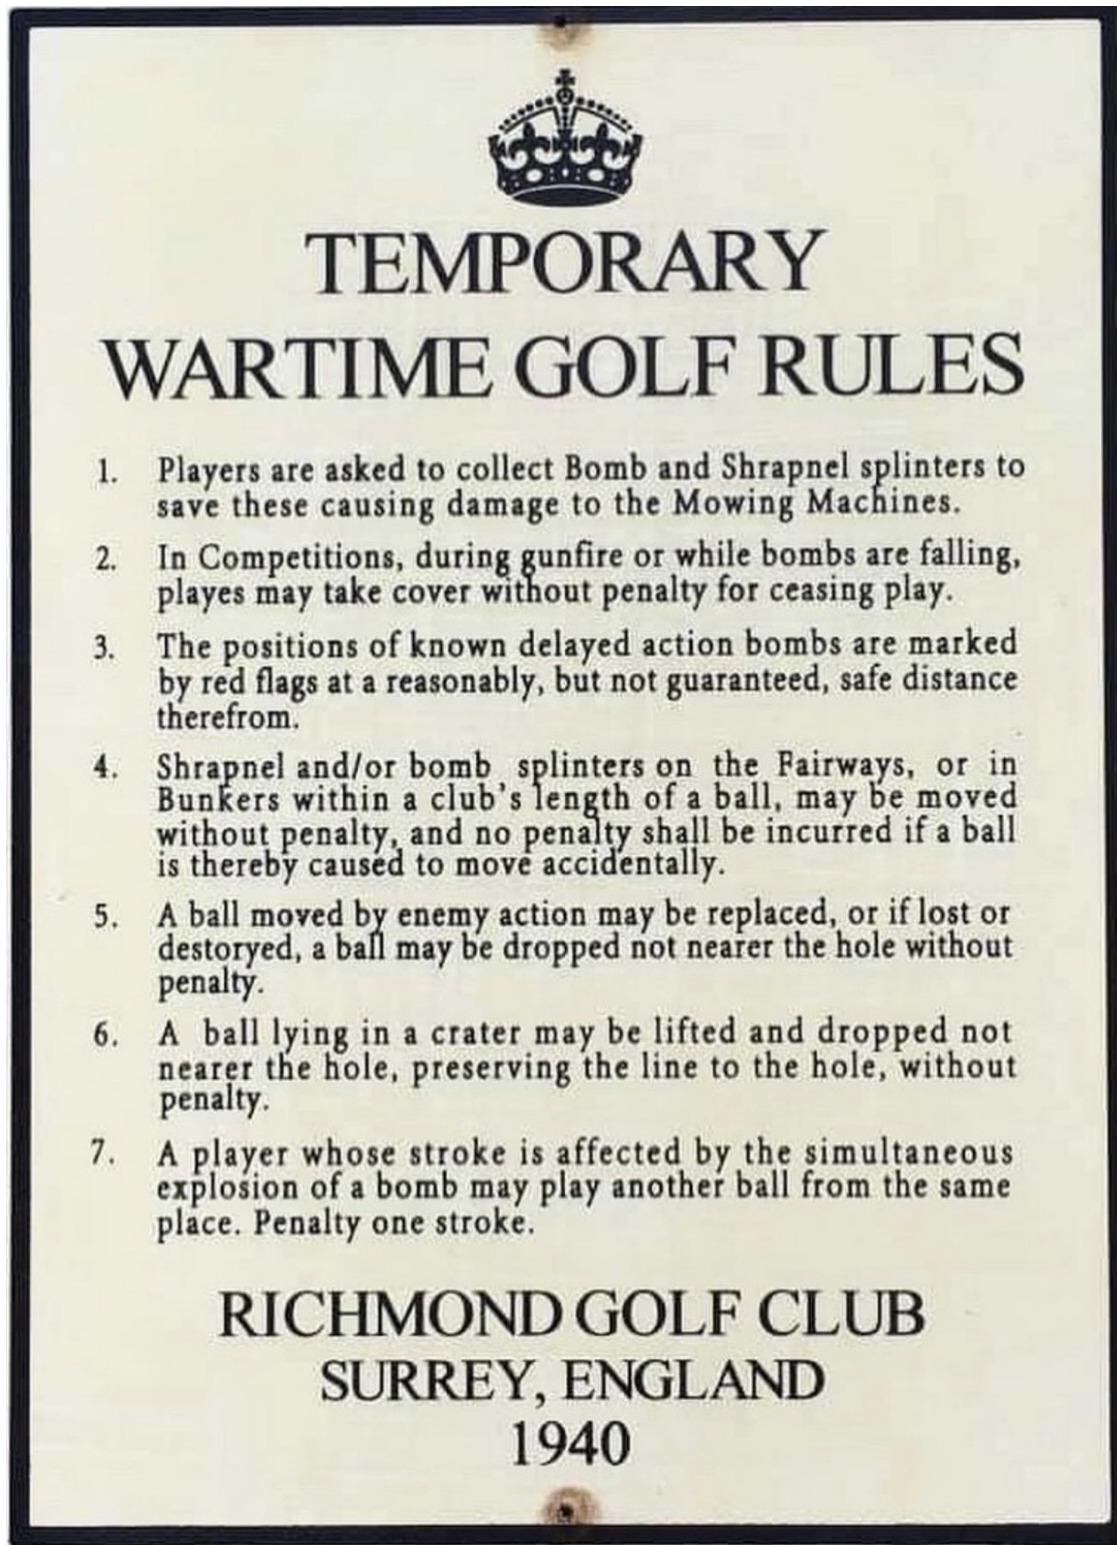 TEMPORARY
WARTIME GOLF RULES
1. Players are asked to collect Bomb and Shrapnel splinters to
save these causing damage to the Mowing Machines.
2. In Competitions, during gunfire or while bombs are falling,
playes may take cover without penalty for ceasing play.
3. The positions of known delayed action bombs are marked
by red flags at a reasonably, but not guaranteed, safe distance
therefrom.
4. Shrapnel and/or bomb splinters on the Fairways, or in
Bunkers within a club's length of a ball, may be moved
without penalty, and no penalty shall be incurred if a ball
is thereby caused to move accidentally.
5. A ball moved by enemy action may be replaced, or if lost or
destoryed, a ball may be dropped not nearer the hole without
penalty.
6. A ball lying in a crater may be lifted and dropped not
nearer the hole, preserving the line to the hole, without
penalty.
7. A player whose stroke is affected by the simultaneous
explosion of a bomb may play another ball from the same
place. Penalty one stroke.
RICHMOND GOLF CLUB
SURREY, ENGLAND
1940